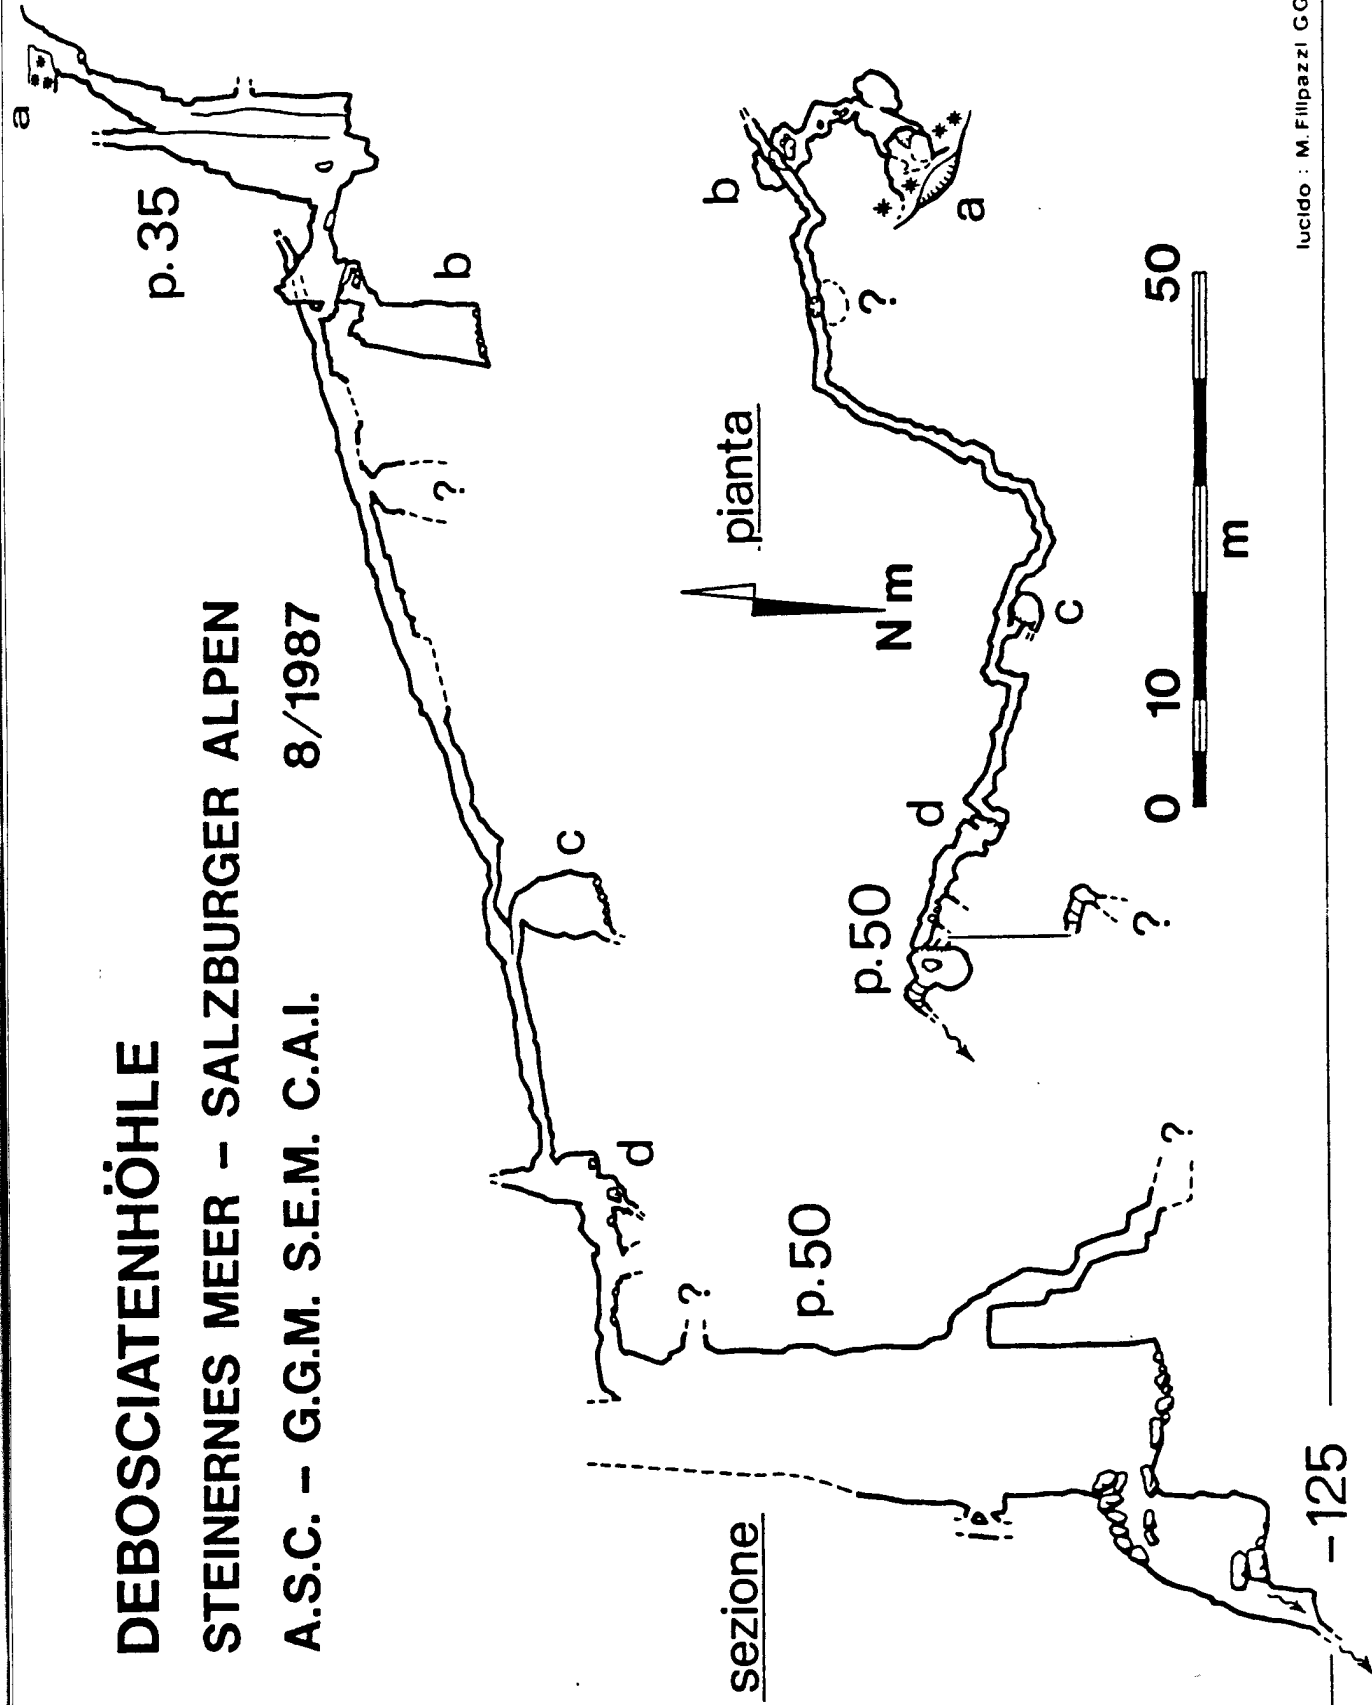 DEBOSCIATENHÖHLE
STEINERNES MEER – SALZBURGER ALPEN
A.S.C. – G.G.M. S.E.M. C.A.I. 8/1987
a
p.35
b
?
c
d
?
p.50
?
sezione
-125
pianta
N m
b
a
?
c
d
p.50
?
0 10 50
m
lucido : M. Filipazzi